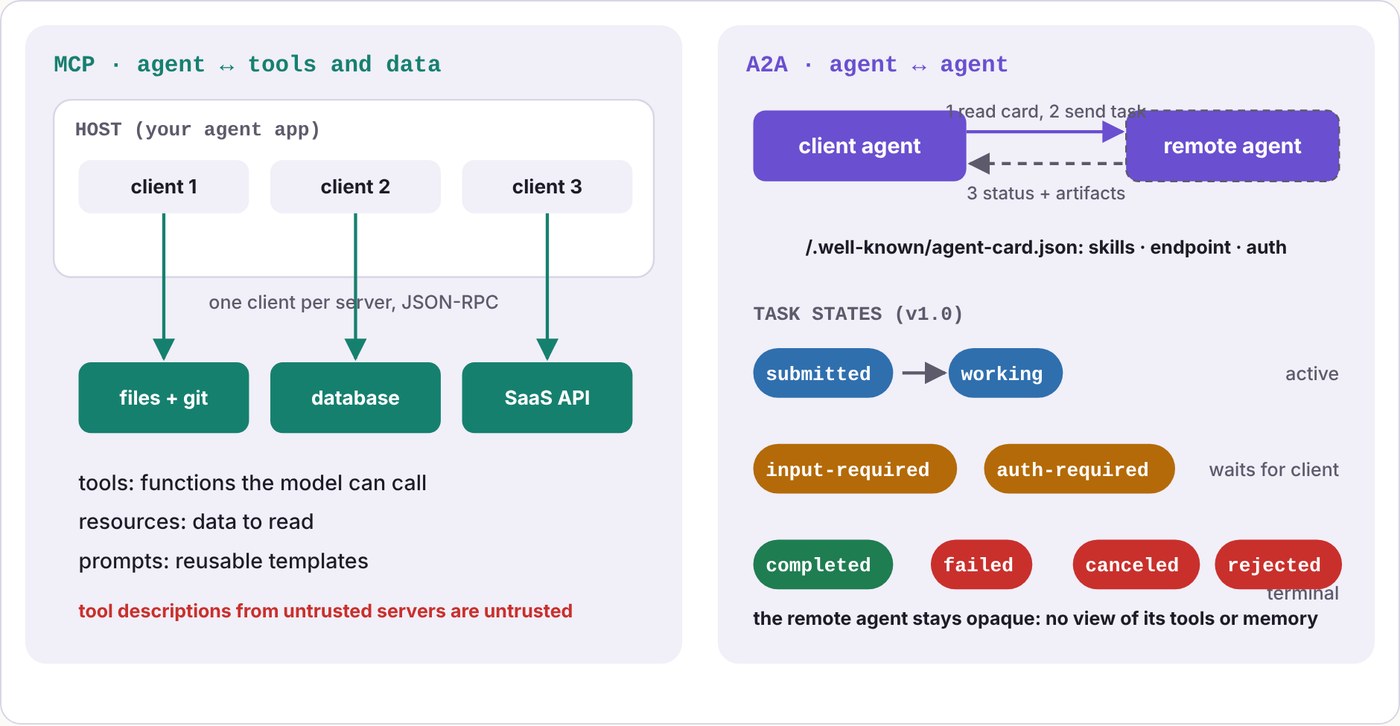 MCP · agent ↔ tools and data
HOST (your agent app)
client 1
client 2
client 3
one client per server, JSON-RPC
files + git
database
SaaS API
tools: functions the model can call
resources: data to read
prompts: reusable templates
tool descriptions from untrusted servers are untrusted
A2A · agent ↔ agent
1 read card, 2 send task
client agent
remote agent
3 status + artifacts
/.well-known/agent-card.json: skills · endpoint · auth
TASK STATES (v1.0)
submitted
working
active
input-required
auth-required
waits for client
completed
failed
canceled
rejected
terminal
the remote agent stays opaque: no view of its tools or memory